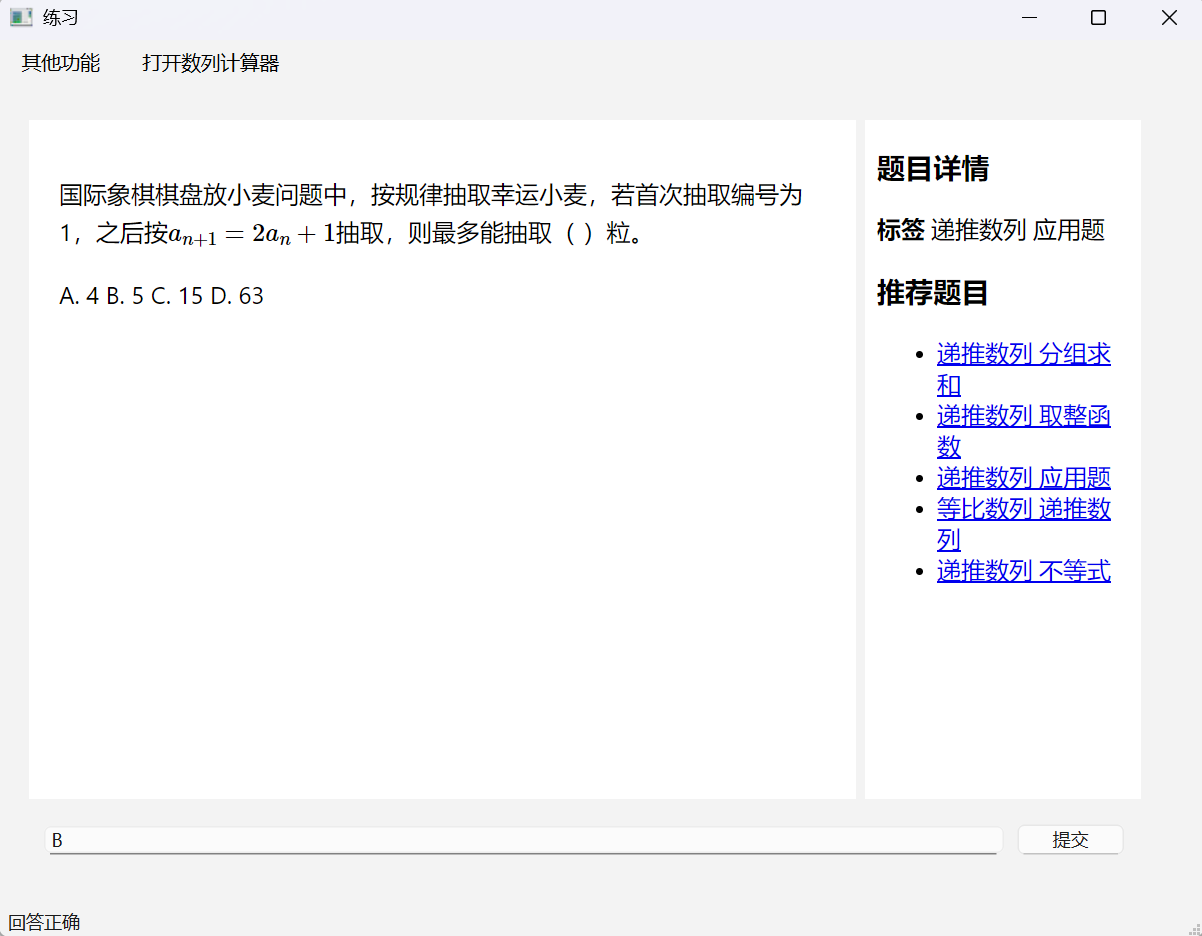 练习
其他功能 打开数列计算器
国际象棋棋盘放小麦问题中，按规律抽取幸运小麦，若首次抽取编号为
1，之后按aₙ₊₁ = 2aₙ + 1抽取，则最多能抽取（ ）粒。
A. 4 B. 5 C. 15 D. 63
题目详情
标签 递推数列 应用题
推荐题目
递推数列 分组求
和
递推数列 取整函
数
递推数列 应用题
等比数列 递推数
列
递推数列 不等式
B
提交
回答正确